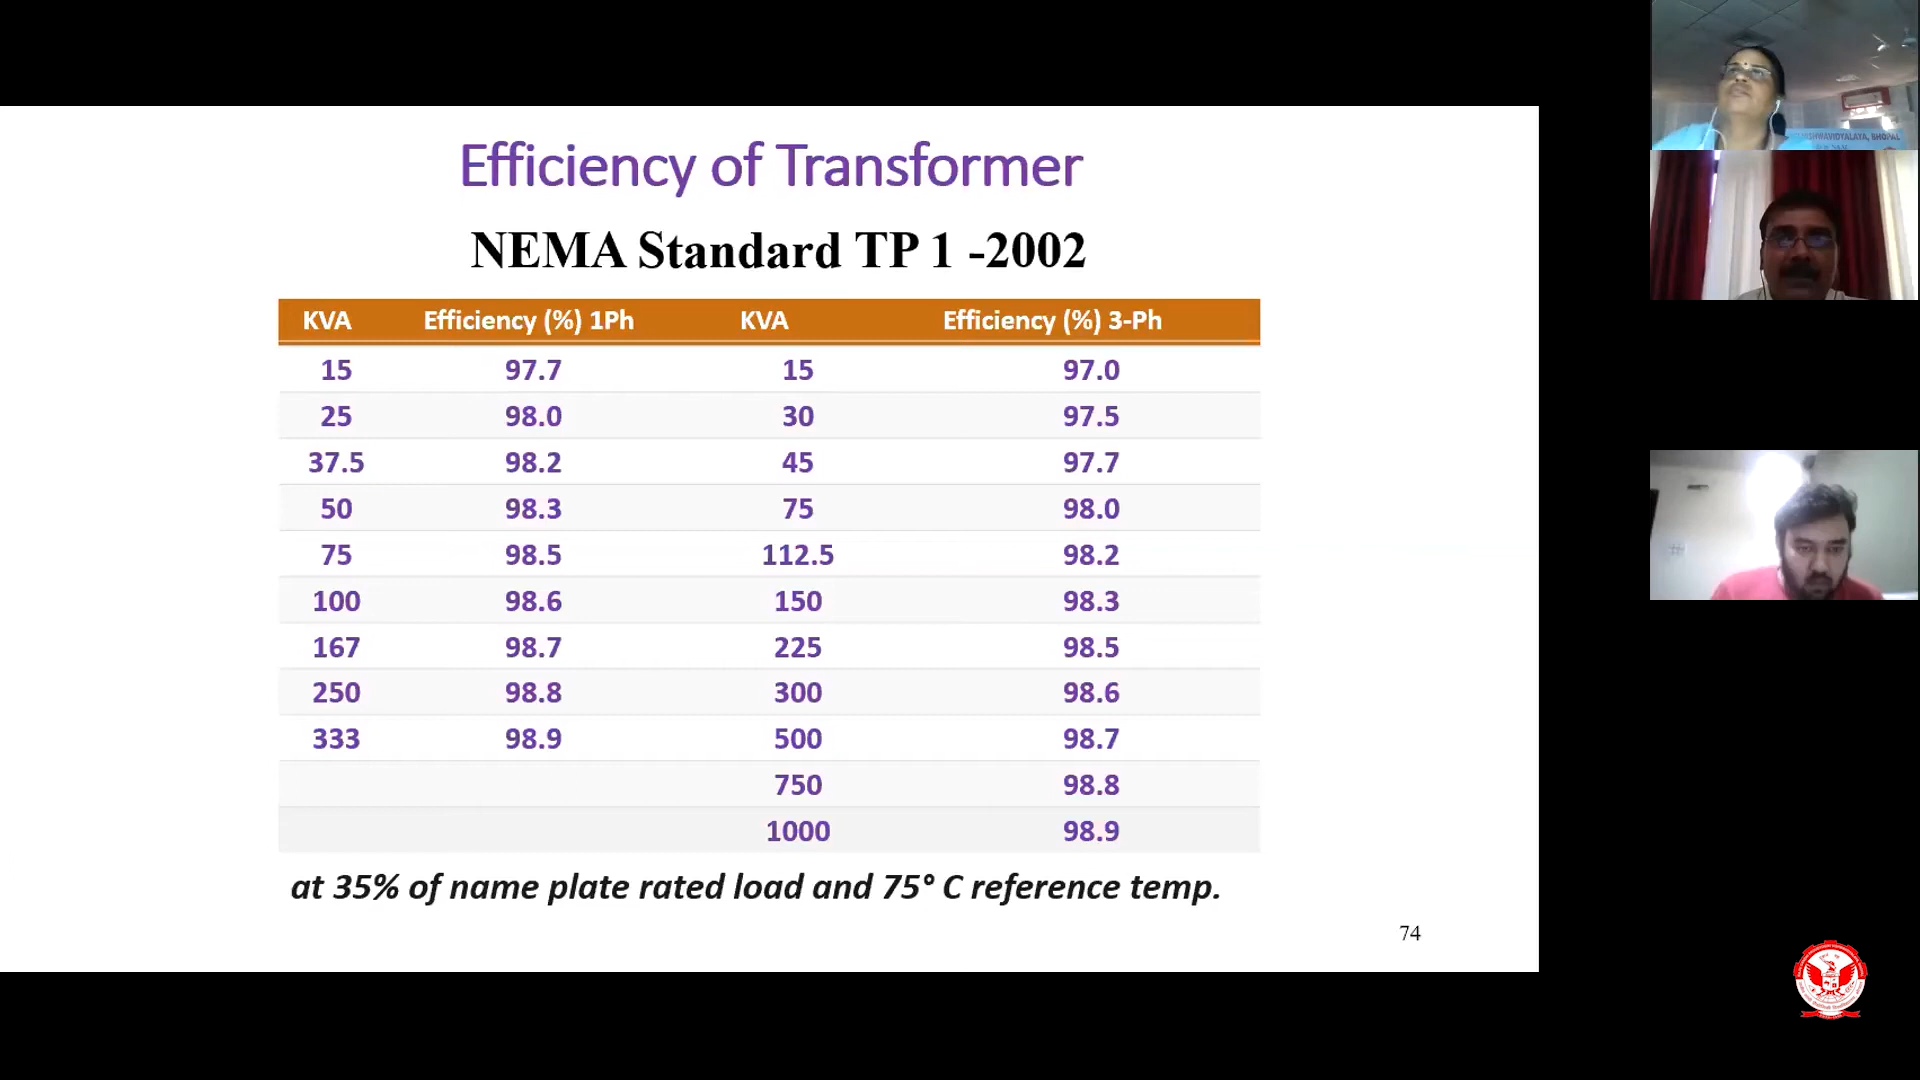 Efficiency of Transformer
NEMA Standard TP 1 -2002
KVA Efficiency (%) 1Ph KVA Efficiency (%) 3-Ph
15 97.7 15 97.0
25 98.0 30 97.5
37.5 98.2 45 97.7
50 98.3 75 98.0
75 98.5 112.5 98.2
100 98.6 150 98.3
167 98.7 225 98.5
250 98.8 300 98.6
333 98.9 500 98.7
750 98.8
1000 98.9
at 35% of name plate rated load and 75° C reference temp.
74
BHOPAL